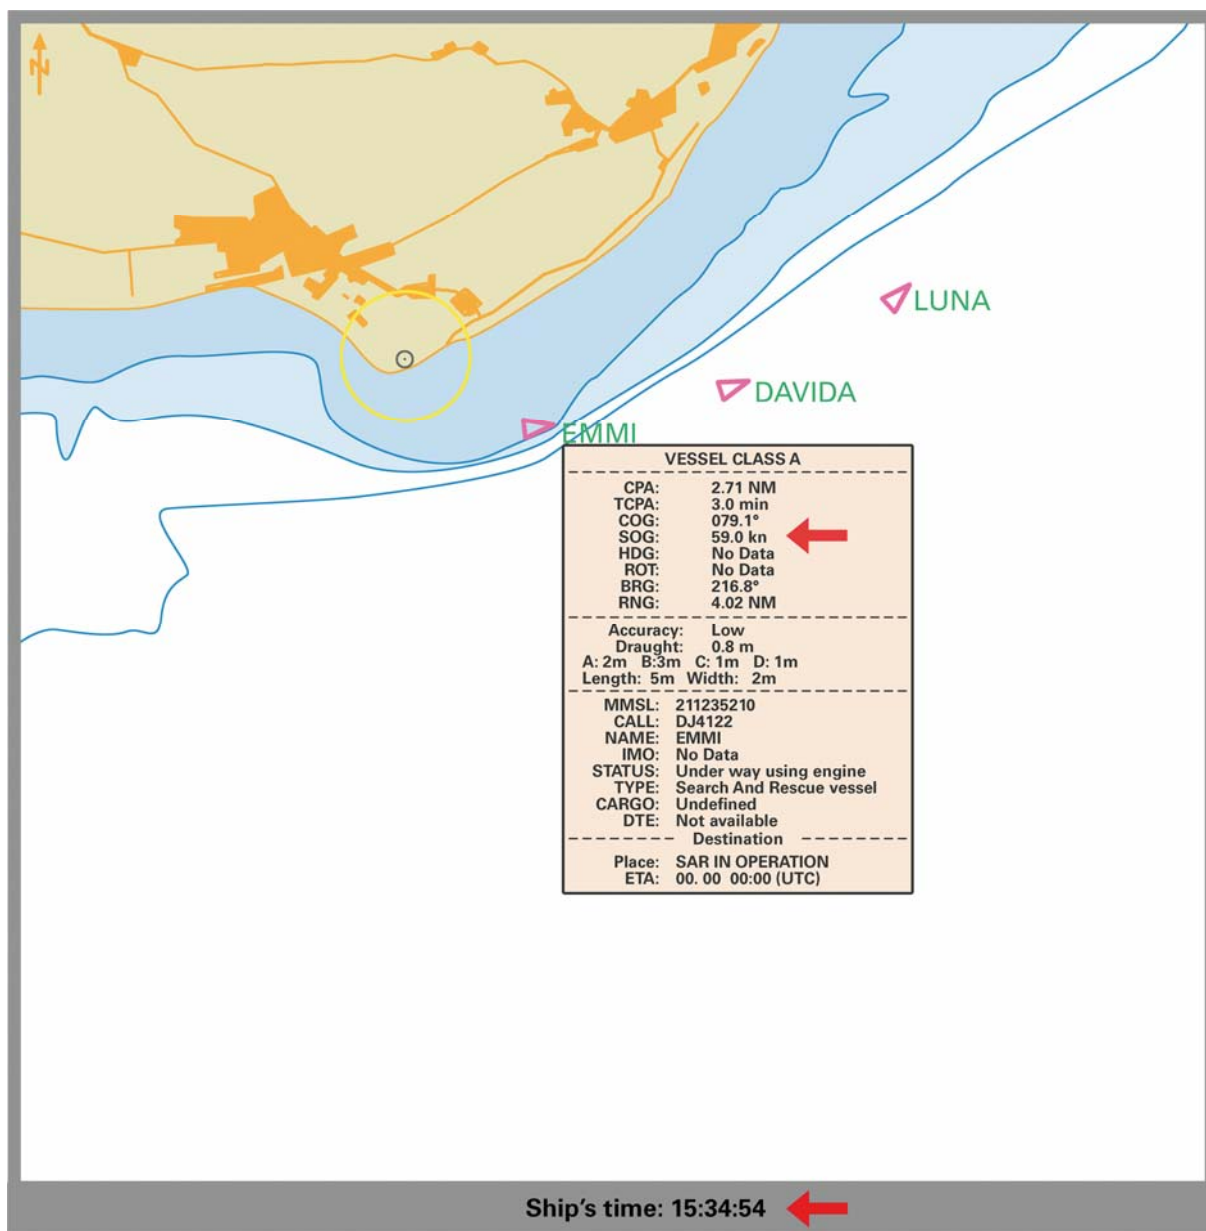 N
LUNA
DAVIDA
EMMI
VESSEL CLASS A
CPA: 2.71 NM
TCPA: 3.0 min
COG: 079.1°
SOG: 59.0 kn
HDG: No Data
ROT: No Data
BRG: 216.8°
RNG: 4.02 NM
Accuracy: Low
Draught: 0.8 m
A: 2m B:3m C: 1m D: 1m
Length: 5m Width: 2m
MMSL: 211235210
CALL: DJ4122
NAME: EMMI
IMO: No Data
STATUS: Under way using engine
TYPE: Search And Rescue vessel
CARGO: Undefined
DTE: Not available
Destination
Place: SAR IN OPERATION
ETA: 00. 00 00:00 (UTC)
Ship's time: 15:34:54